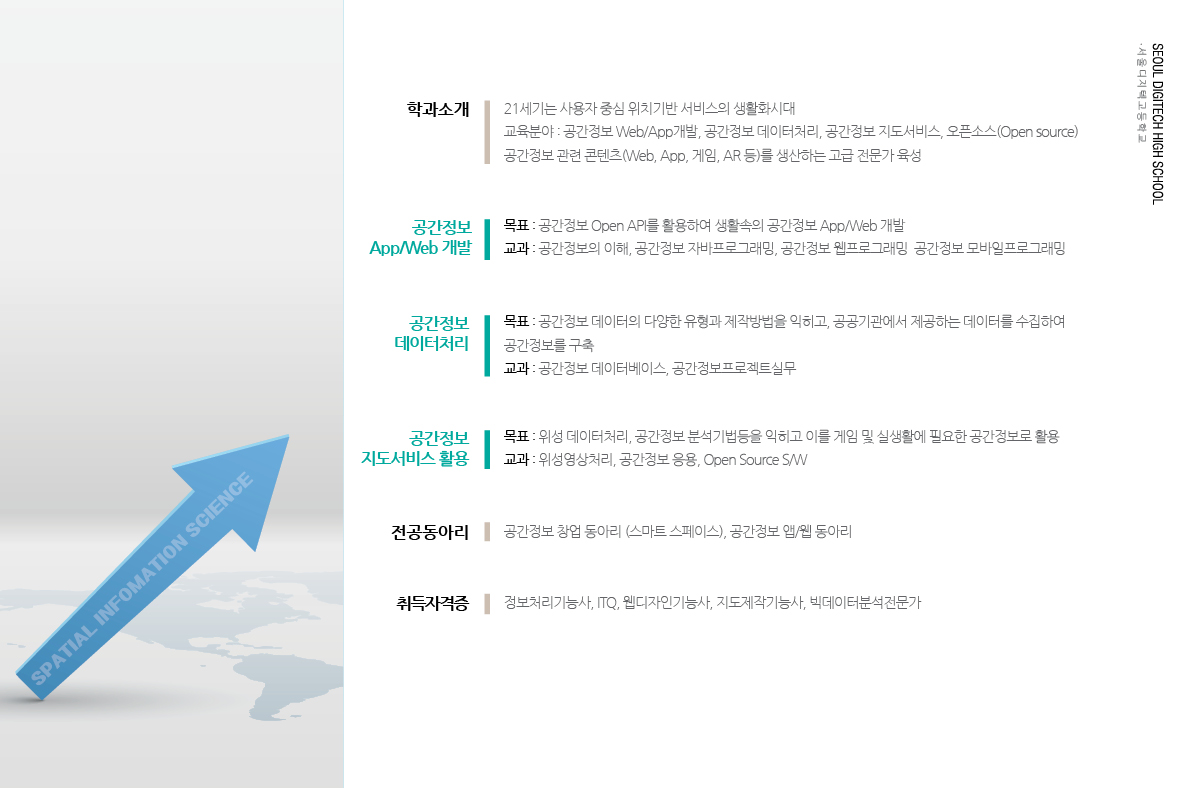 학과소개
21세기는 사용자 중심 위치기반 서비스의 생활화시대
교육분야 : 공간정보 Web/App개발, 공간정보 데이터처리, 공간정보 지도서비스, 오픈소스(Open source)
공간정보 관련 콘텐츠(Web, App, 게임, AR 등)를 생산하는 고급 전문가 육성
공간정보
App/Web 개발
목표 : 공간정보 Open API를 활용하여 생활속의 공간정보 App/Web 개발
교과 : 공간정보의 이해, 공간정보 자바프로그래밍, 공간정보 웹프로그래밍 공간정보 모바일프로그래밍
공간정보
데이터처리
목표 : 공간정보 데이터의 다양한 유형과 제작방법을 익히고, 공공기관에서 제공하는 데이터를 수집하여
공간정보를 구축
교과 : 공간정보 데이터베이스, 공간정보프로젝트실무
공간정보
지도서비스 활용
목표 : 위성 데이터처리, 공간정보 분석기법등을 익히고 이를 게임 및 실생활에 필요한 공간정보로 활용
교과 : 위성영상처리, 공간정보 응용, Open Source S/W
전공동아리
공간정보 창업 동아리 (스마트 스페이스), 공간정보 앱/웹 동아리
취득자격증
정보처리기능사, ITQ, 웹디자인기능사, 지도제작기능사, 빅데이터분석전문가
SPATIAL INFOMATION SCIENCE
SEOUL DIGITECH HIGH SCHOOL
·서울디지텍고등학교